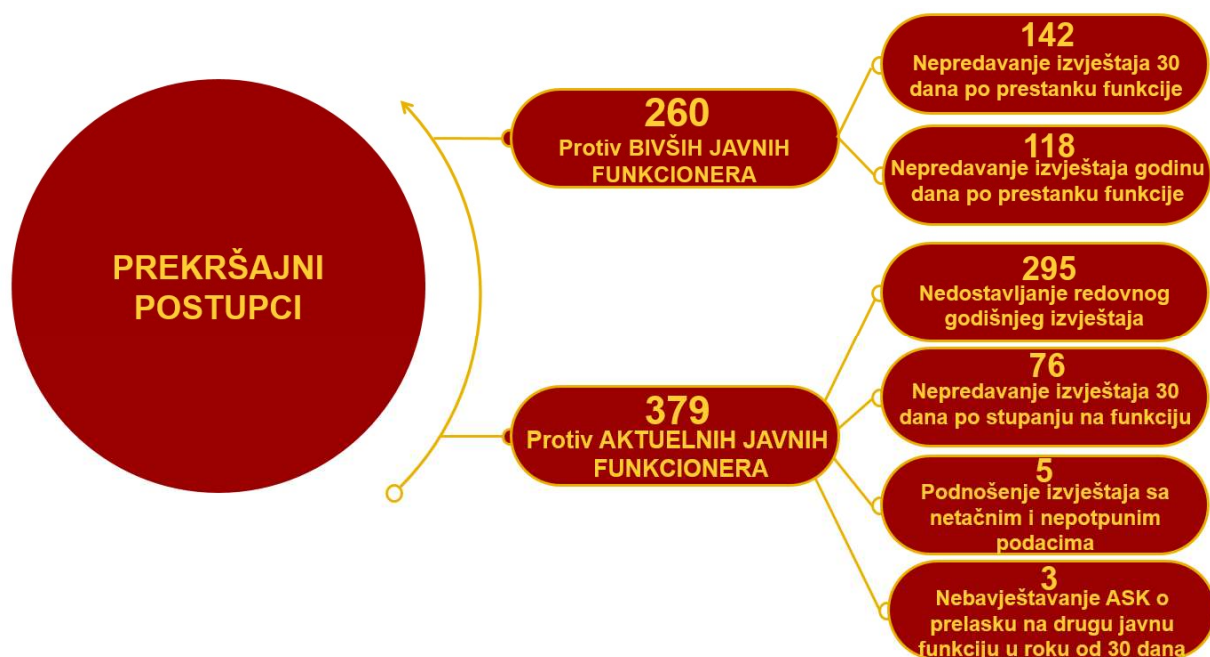 PREKRŠAJNI
POSTUPCI
260
Protiv BIVŠIH JAVNIH
FUNKCIONERA
142
Nepredavanje izvještaja 30
dana po prestanku funkcije
118
Nepredavanje izvještaja godinu
dana po prestanku funkcije
379
Protiv AKTUELNIH JAVNIH
FUNKCIONERA
295
Nedostavljanje redovnog
godišnjeg izvještaja
76
Nepredavanje izvještaja 30
dana po stupanju na funkciju
5
Podnošenje izvještaja sa
netačnim i nepotpunim
podacima
3
Nebavještavanje ASK o
prelasku na drugu javnu
funkciju u roku od 30 dana